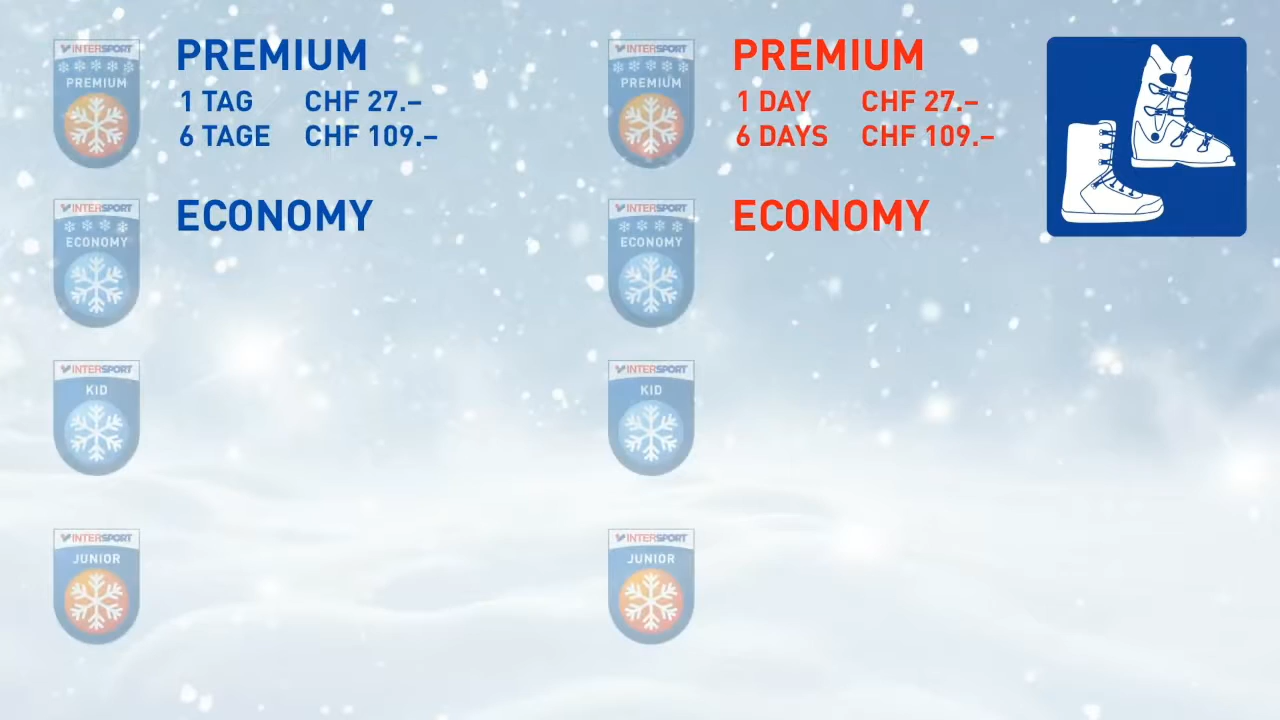 INTERSPORT
PREMIUM
PREMIUM
1 TAG CHF 27.–
6 TAGE CHF 109.–
INTERSPORT
ECONOMY
ECONOMY
INTERSPORT
KID
INTERSPORT
JUNIOR
INTERSPORT
PREMIUM
PREMIUM
1 DAY CHF 27.–
6 DAYS CHF 109.–
INTERSPORT
ECONOMY
ECONOMY
INTERSPORT
KID
INTERSPORT
JUNIOR